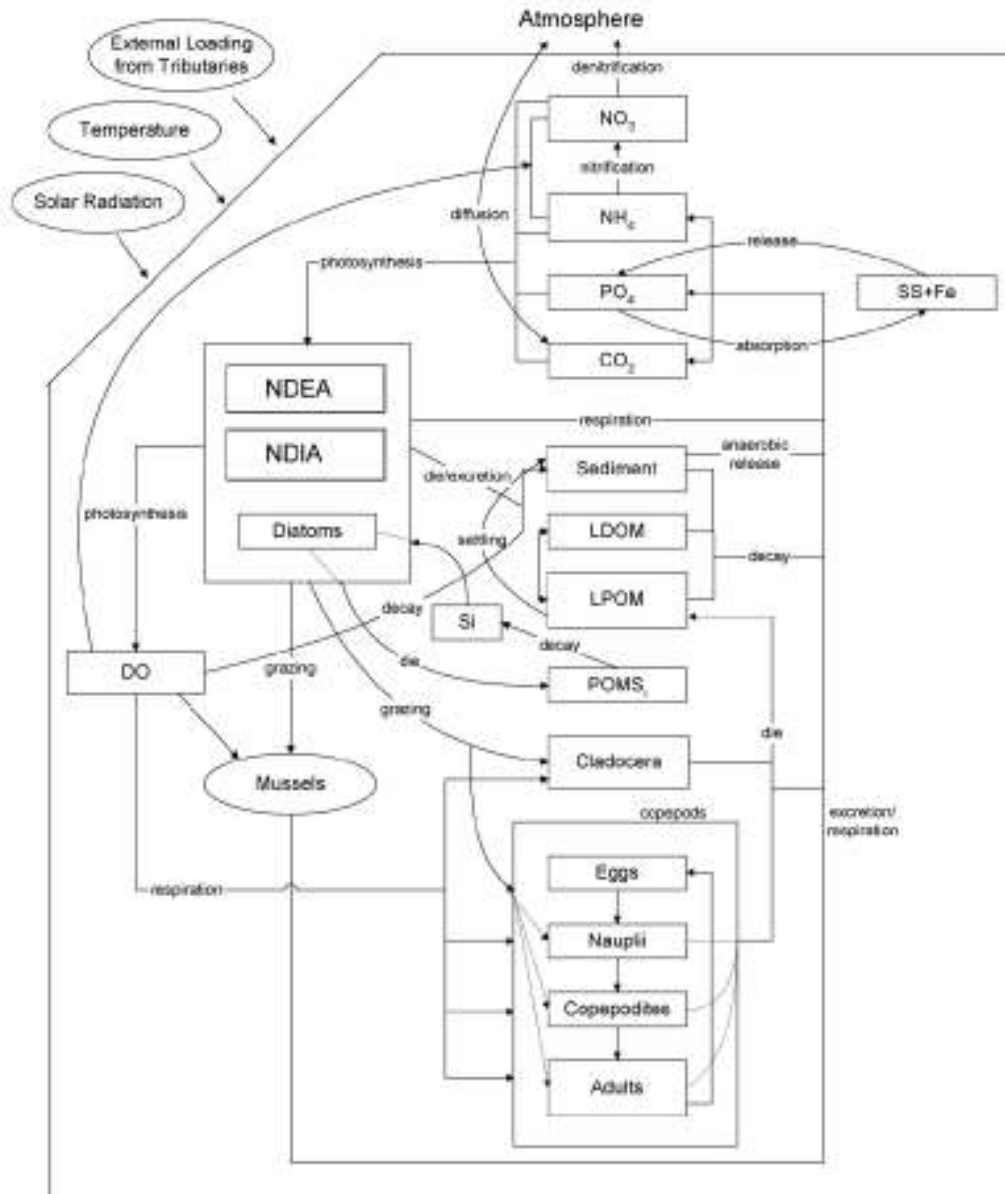 Atmosphere
External Loading
from Tributaries
denitrification
NO3
Temperature
nitrification
Solar Radiation
diffusion
NH4
release
photosynthesis
PO4
SS+Fe
absorption
CO2
NDEA
respiration
NDIA
anaerobic
release
Sediment
die/excretion
photosynthesis
Diatoms
LDOM
settling
decay
LPOM
decay
Si
decay
DO
grazing
die
POMSi
grazing
die
Cladocera
Mussels
copepods
excretion/
respiration
Eggs
respiration
Nauplii
Copepodites
Adults